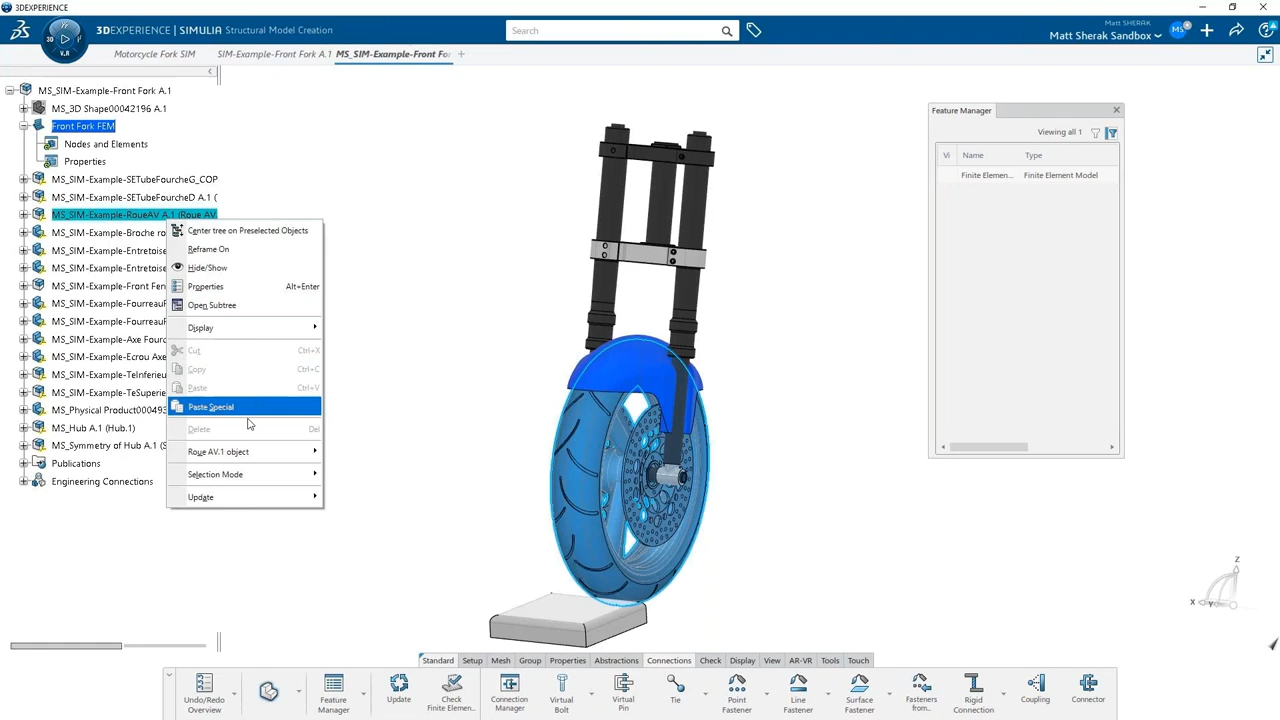 3DEXPERIENCE
3DEXPERIENCE | SIMULIA Structural Model Creation
Search
Matt SHERAK
Matt Sherak Sandbox
MS
3D
V.R
Motorcycle Fork SIM
SIM-Example-Front Fork A.1
MS_SIM-Example-Front Fo
MS_SIM-Example-Front Fork A.1
MS_3D Shape00042196 A.1
Front Fork FEM
Nodes and Elements
Properties
MS_SIM-Example-SETubeFourcheG_COP
MS_SIM-Example-SETubeFourcheD A.1 (
MS_SIM-Example-RoueAV A.1 (Roue AV.
MS_SIM-Example-Broche ro
MS_SIM-Example-Entretois
MS_SIM-Example-Entretois
MS_SIM-Example-Front Fen
MS_SIM-Example-Fourreau
MS_SIM-Example-Fourreau
MS_SIM-Example-Axe Four
MS_SIM-Example-Ecrou Axe
MS_SIM-Example-TeInferieu
MS_SIM-Example-TeSuperie
MS_Physical Product000493
MS_Hub A.1 (Hub.1)
MS_Symmetry of Hub A.1 (S
Publications
Engineering Connections
Center tree on Preselected Objects
Reframe On
Hide/Show
Properties Alt+Enter
Open Subtree
Display
Cut Ctrl+X
Copy Ctrl+C
Paste Ctrl+V
Paste Special
Delete Del
Roue AV.1 object
Selection Mode
Update
Feature Manager
Viewing all 1
Vi Name Type
Finite Elemen... Finite Element Model
Z
X Y
Standard Setup Mesh Group Properties Abstractions Connections Check Display View AR-VR Tools Touch
Undo/Redo Overview
Feature Manager
Update
Check Finite Elemen...
Connection Manager
Virtual Bolt
Virtual Pin
Tie
Point Fastener
Line Fastener
Surface Fastener
Fasteners from...
Rigid Connection
Coupling
Connector